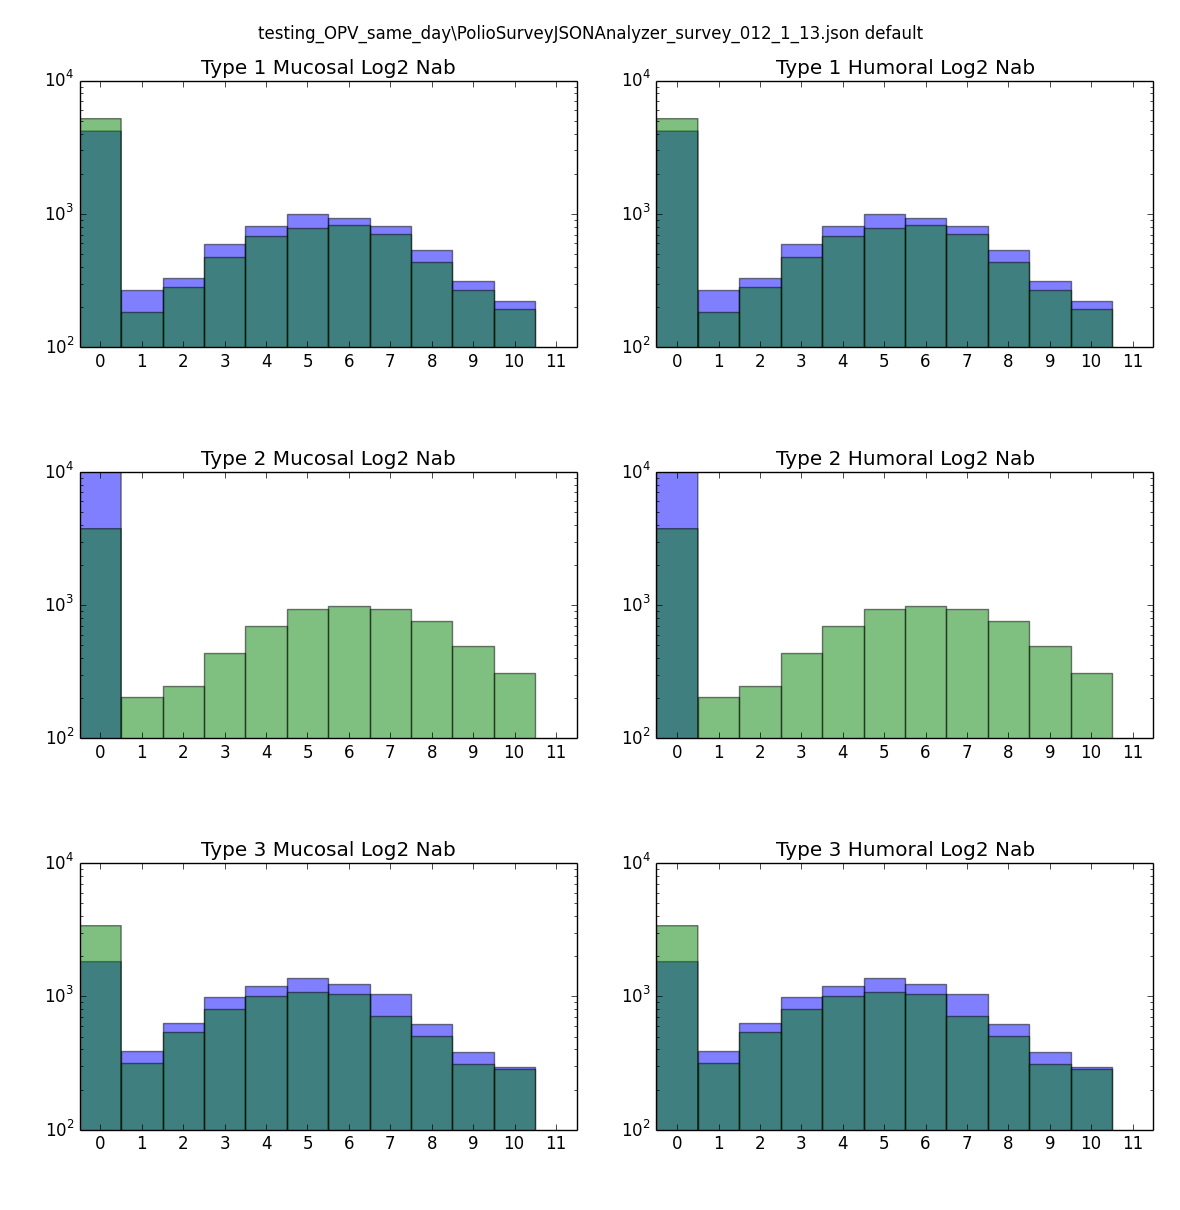 testing_OPV_same_day\PolioSurveyJSONAnalyzer_survey_012_1_13.json default
Type 1 Mucosal Log2 Nab
Type 1 Humoral Log2 Nab
10^4
10^3
10^2
0 1 2 3 4 5 6 7 8 9 10 11
10^4
10^3
10^2
0 1 2 3 4 5 6 7 8 9 10 11
Type 2 Mucosal Log2 Nab
Type 2 Humoral Log2 Nab
10^4
10^3
10^2
0 1 2 3 4 5 6 7 8 9 10 11
10^4
10^3
10^2
0 1 2 3 4 5 6 7 8 9 10 11
Type 3 Mucosal Log2 Nab
Type 3 Humoral Log2 Nab
10^4
10^3
10^2
0 1 2 3 4 5 6 7 8 9 10 11
10^4
10^3
10^2
0 1 2 3 4 5 6 7 8 9 10 11